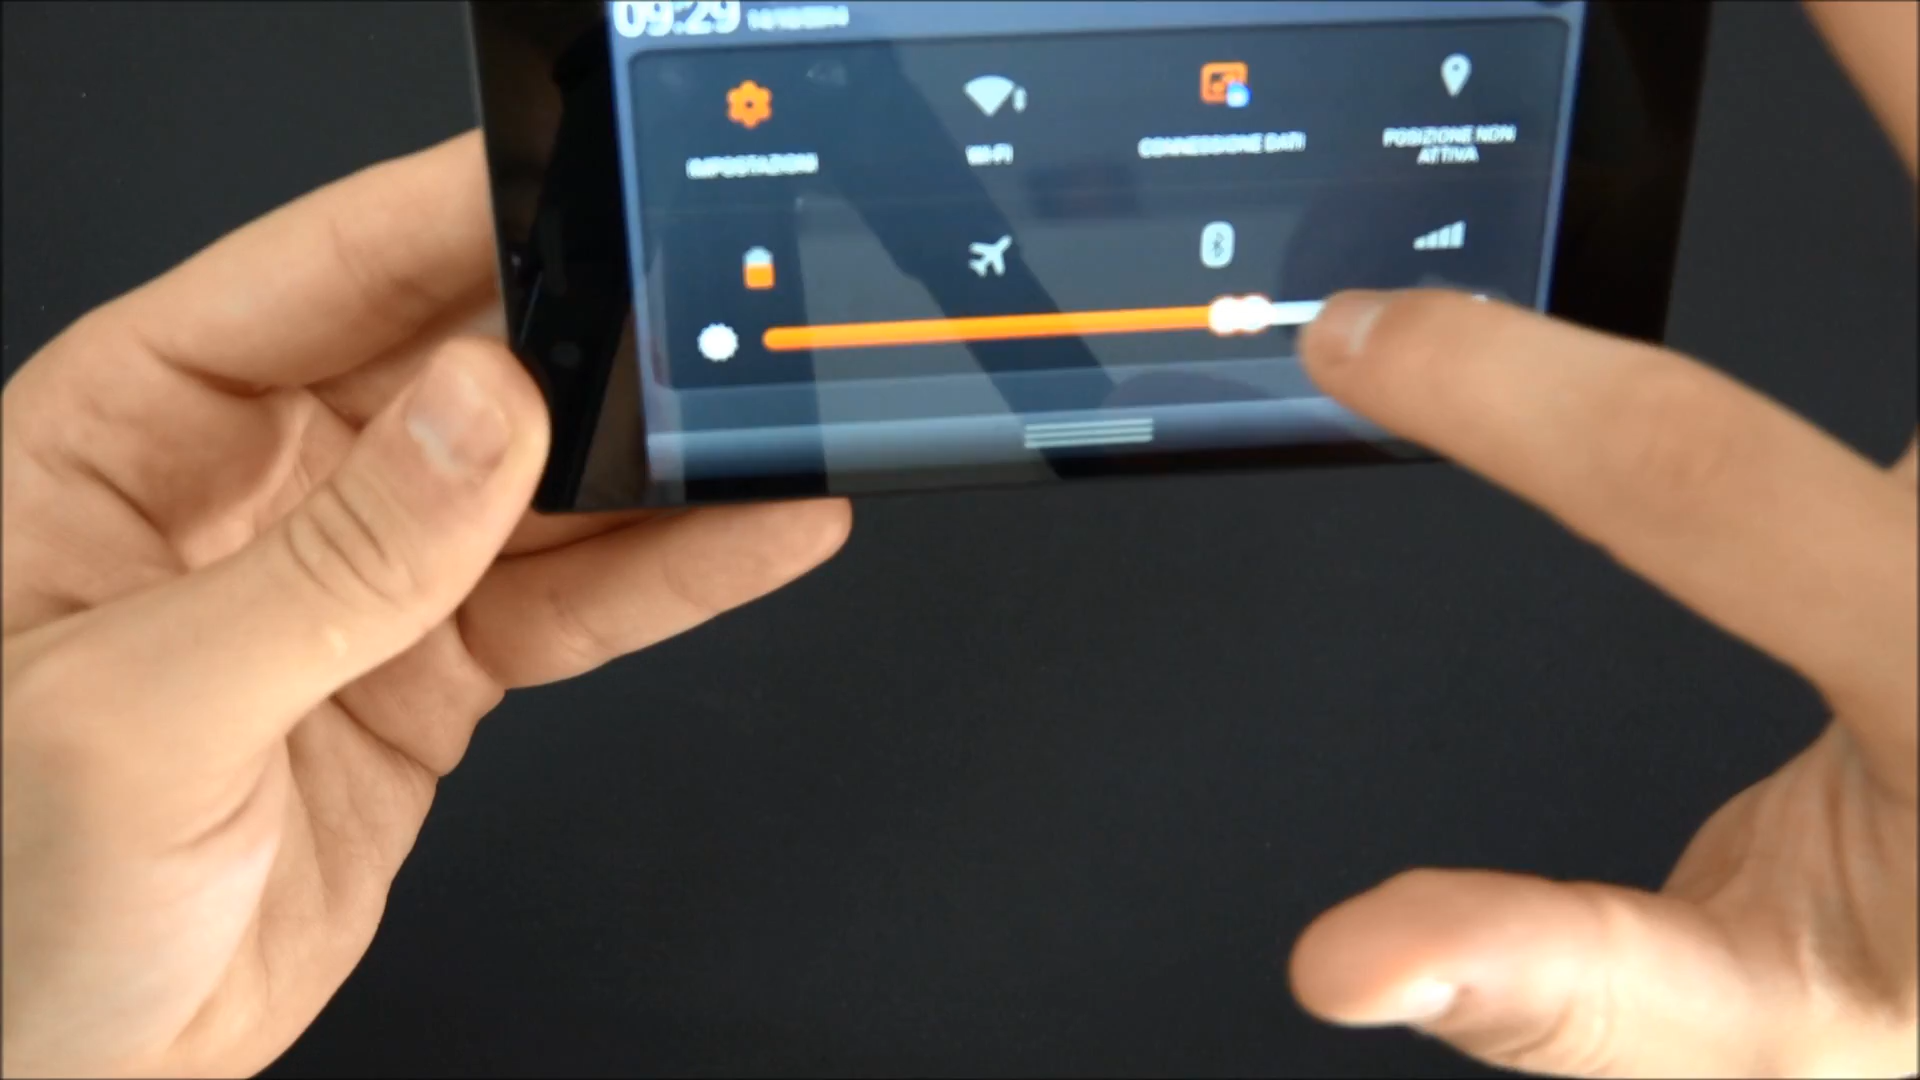 09:29
IMPOSTAZIONI
WI-FI
CONNESSIONE DATI
POSIZIONE NON
ATTIVA